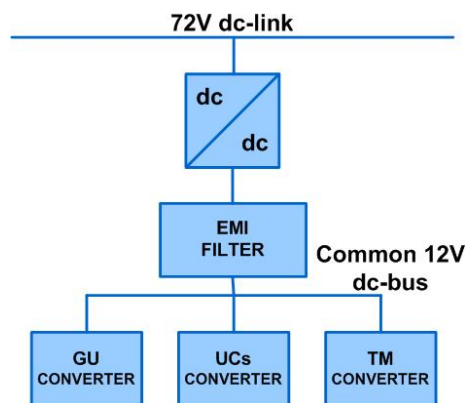 72V dc-link
dc
dc
EMI
FILTER
Common 12V
dc-bus
GU
CONVERTER
UCs
CONVERTER
TM
CONVERTER